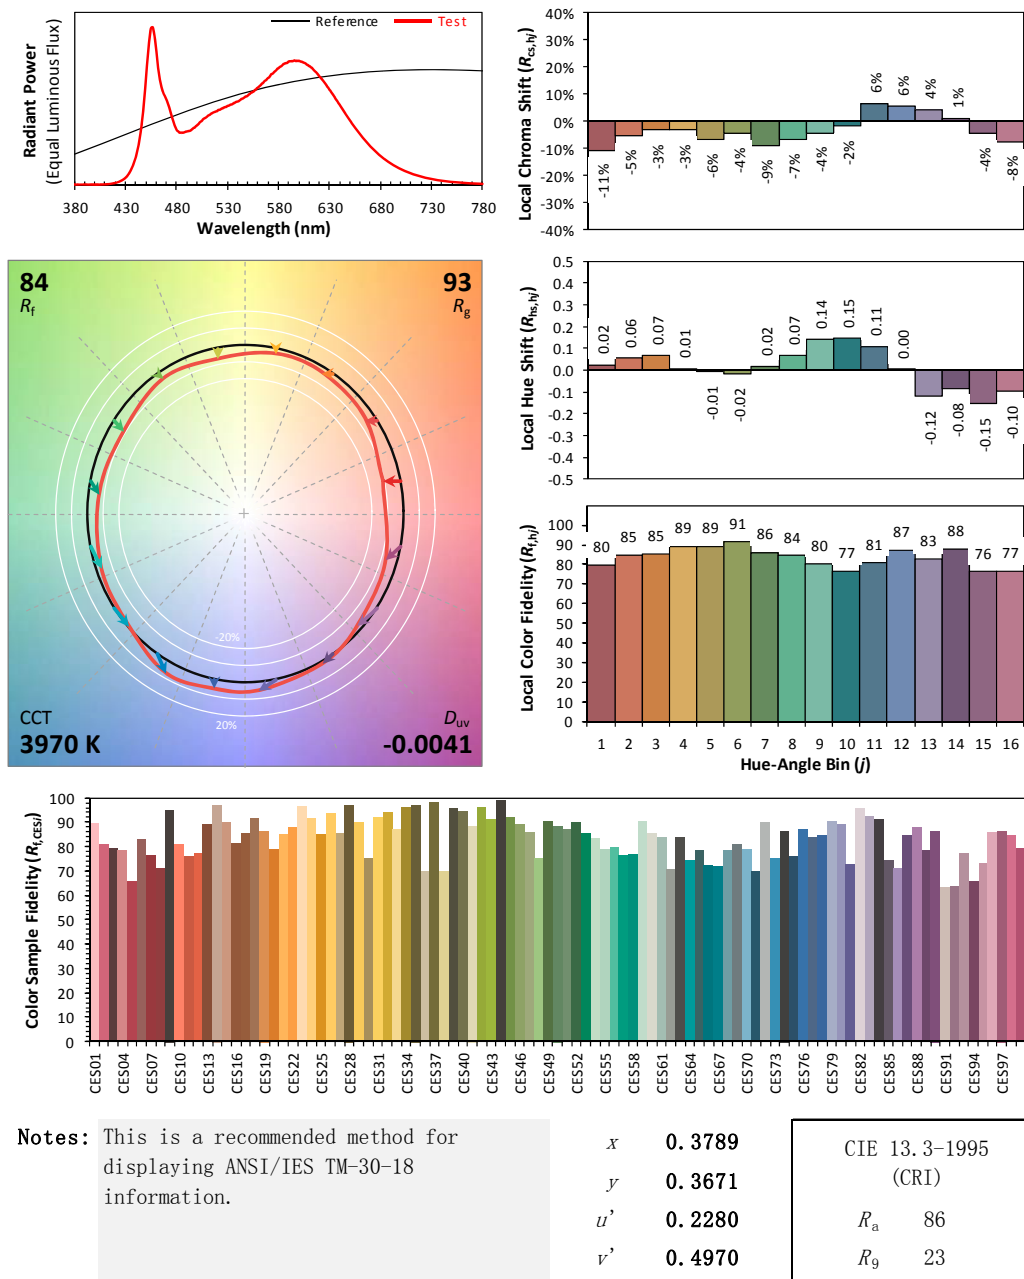 Reference
Test
Radiant Power
(Equal Luminous Flux)
380 430 480 530 580 630 680 730 780
Wavelength (nm)
Local Chroma Shift (Rcs,hj)
40%
30%
20%
10%
0%
-10%
-20%
-30%
-40%
-11% -5% -3% -3% -6% -4% -9% -7% -4% -2% 6% 6% 4% 1% -4% -8%
84
Rf
93
Rg
-20%
20%
CCT
3970 K
Duv
-0.0041
Local Hue Shift (Rhs,hj)
0.5
0.4
0.3
0.2
0.1
0.0
-0.1
-0.2
-0.3
-0.4
-0.5
0.02 0.06 0.07 0.01 -0.01 -0.02 0.02 0.07 0.14 0.15 0.11 0.00 -0.12 -0.08 -0.15 -0.10
Local Color Fidelity (Rf,hj)
100
90
80
70
60
50
40
30
20
10
0
80 85 85 89 89 91 86 84 80 77 81 87 83 88 76 77
1 2 3 4 5 6 7 8 9 10 11 12 13 14 15 16
Hue-Angle Bin (j)
Color Sample Fidelity (Rf,CESi)
100
90
80
70
60
50
40
30
20
10
0
CES01 CES04 CES07 CES10 CES13 CES16 CES19 CES22 CES25 CES28 CES31 CES34 CES37 CES40 CES43 CES46 CES49 CES52 CES55 CES58 CES61 CES64 CES67 CES70 CES73 CES76 CES79 CES82 CES85 CES88 CES91 CES94 CES97
Notes: This is a recommended method for
displaying ANSI/IES TM-30-18
information.
x 0.3789
y 0.3671
u' 0.2280
v' 0.4970
CIE 13.3-1995
(CRI)
Ra 86
R9 23